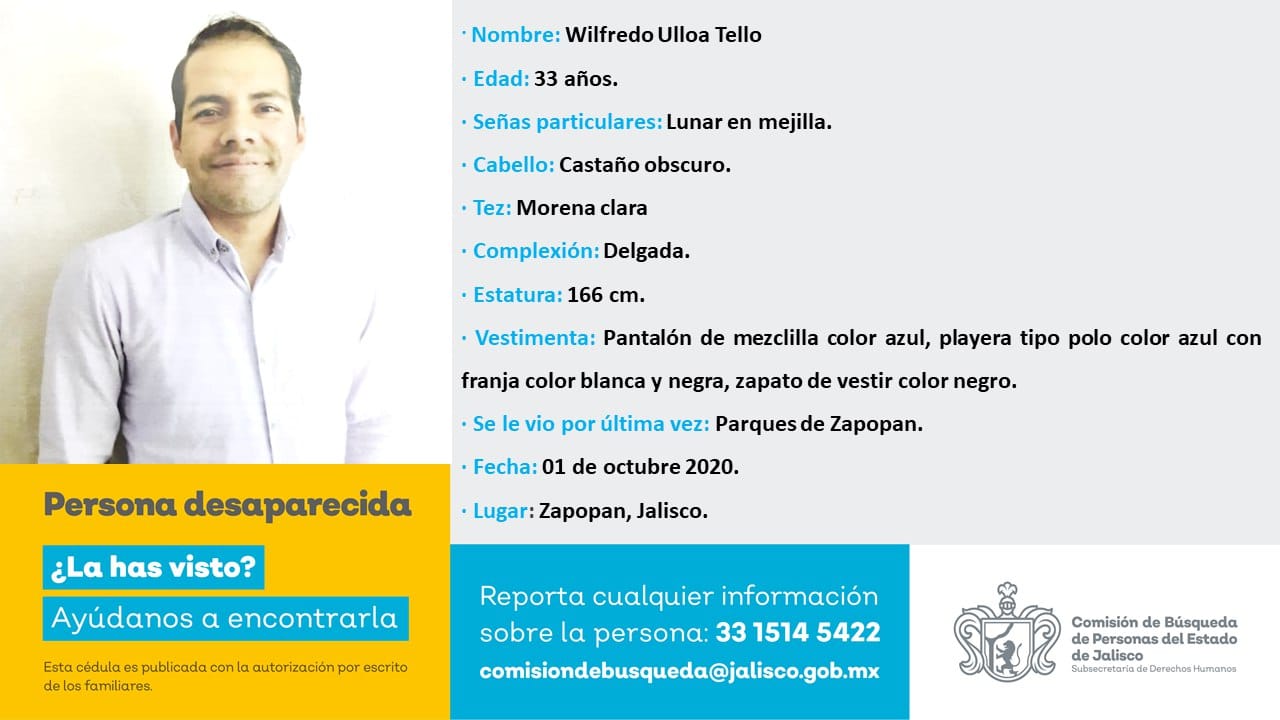 · Nombre: Wilfredo Ulloa Tello
· Edad: 33 años.
· Señas particulares: Lunar en mejilla.
· Cabello: Castaño obscuro.
· Tez: Morena clara
· Complexión: Delgada.
· Estatura: 166 cm.
· Vestimenta: Pantalón de mezclilla color azul, playera tipo polo color azul con
franja color blanca y negra, zapato de vestir color negro.
· Se le vio por última vez: Parques de Zapopan.
· Fecha: 01 de octubre 2020.
· Lugar: Zapopan, Jalisco.
Persona desaparecida
¿La has visto?
Ayúdanos a encontrarla
Esta cédula es publicada con la autorización por escrito
de los familiares.
Reporta cualquier información
sobre la persona: 33 1514 5422
comisiondebusqueda@jalisco.gob.mx
Comisión de Búsqueda
de Personas del Estado
de Jalisco
Subsecretaría de Derechos Humanos